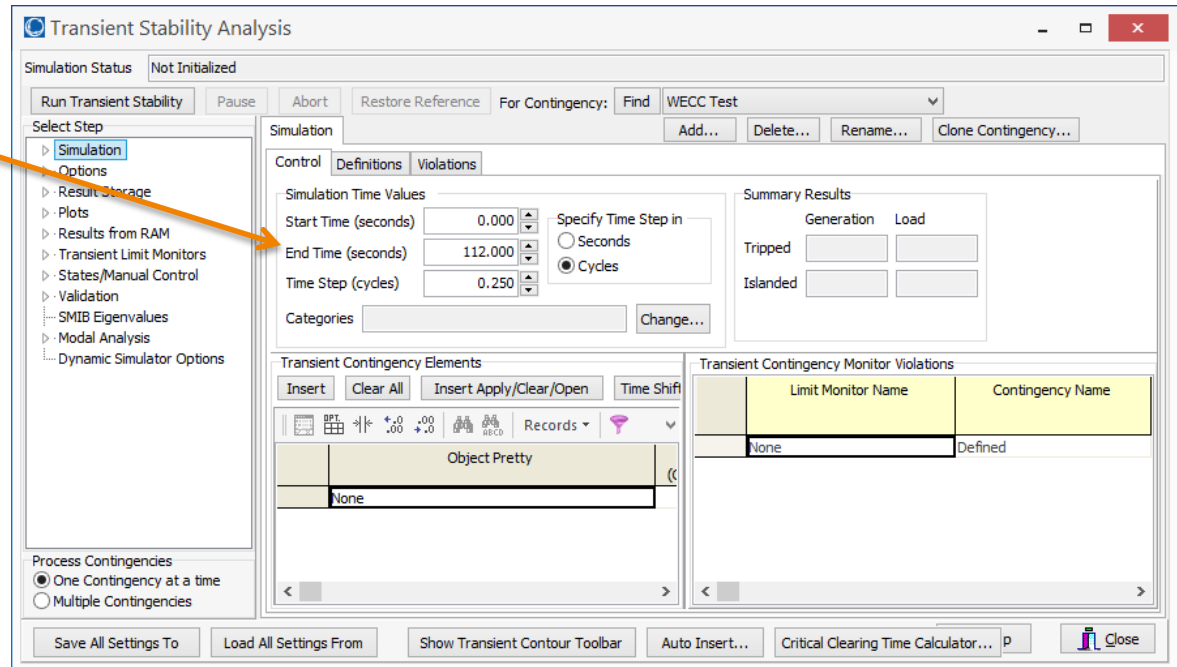 Transient Stability Analysis
Simulation Status Not Initialized
Run Transient Stability Pause Abort Restore Reference For Contingency: Find WECC Test
Add... Delete... Rename... Clone Contingency...
Select Step
Simulation
Options
Result Storage
Plots
Results from RAM
Transient Limit Monitors
States/Manual Control
Validation
SMIB Eigenvalues
Modal Analysis
Dynamic Simulator Options
Process Contingencies
One Contingency at a time
Multiple Contingencies
Simulation
Control Definitions Violations
Simulation Time Values
Start Time (seconds) 0.000
End Time (seconds) 112.000
Time Step (cycles) 0.250
Specify Time Step in
Seconds
Cycles
Categories Change...
Summary Results
Generation Load
Tripped
Islanded
Transient Contingency Elements
Insert Clear All Insert Apply/Clear/Open Time Shift
Records
Object Pretty
None
Transient Contingency Monitor Violations
Limit Monitor Name Contingency Name
None Defined
Save All Settings To Load All Settings From Show Transient Contour Toolbar Auto Insert... Critical Clearing Time Calculator... Close